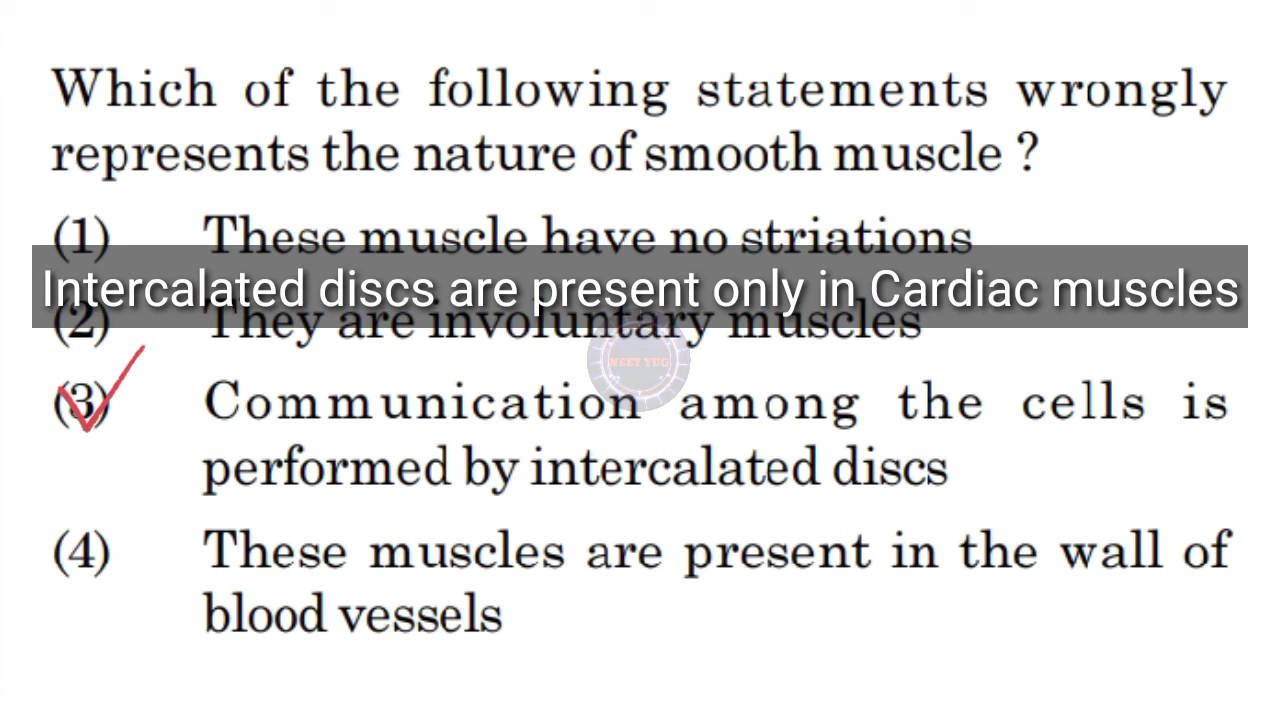 Which of the following statements wrongly
represents the nature of smooth muscle ?
(1) These muscle have no striations
Intercalated discs are present only in Cardiac muscles
(2) They are involuntary muscles
NEET YUG
(3) Communication among the cells is
performed by intercalated discs
(4) These muscles are present in the wall of
blood vessels